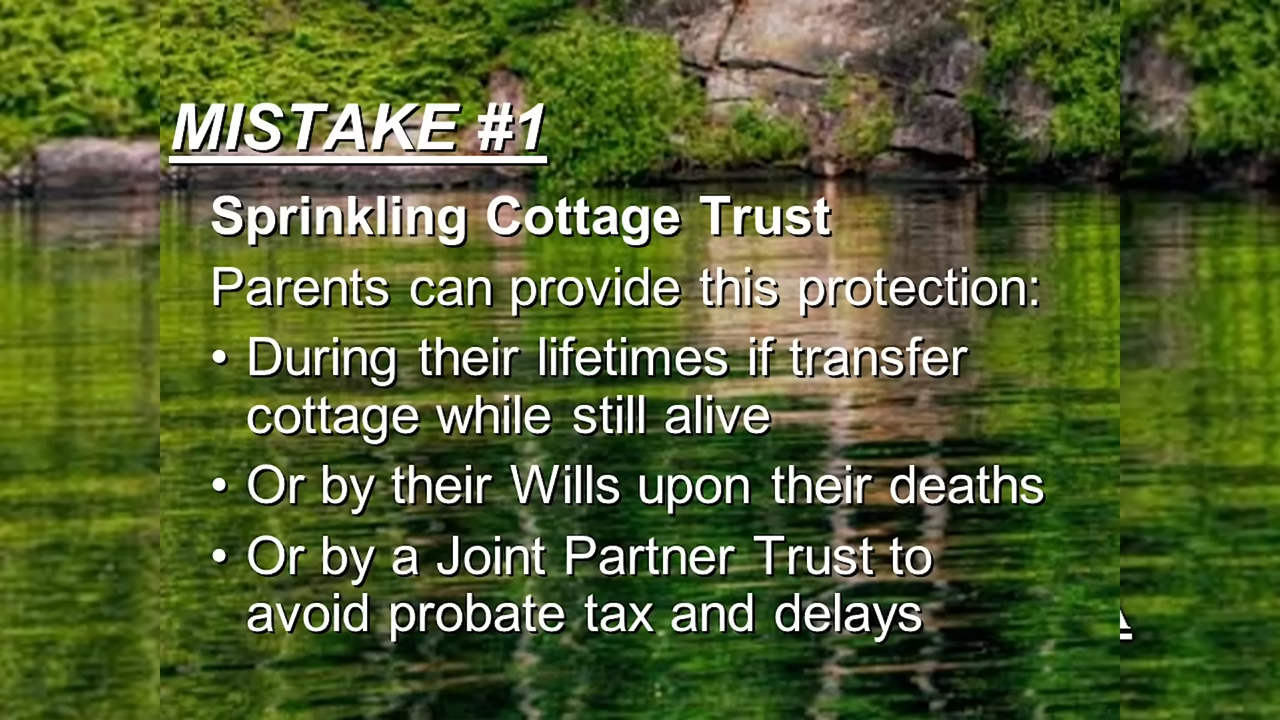 MISTAKE #1
Sprinkling Cottage Trust
Parents can provide this protection:
• During their lifetimes if transfer
cottage while still alive
• Or by their Wills upon their deaths
• Or by a Joint Partner Trust to
avoid probate tax and delays